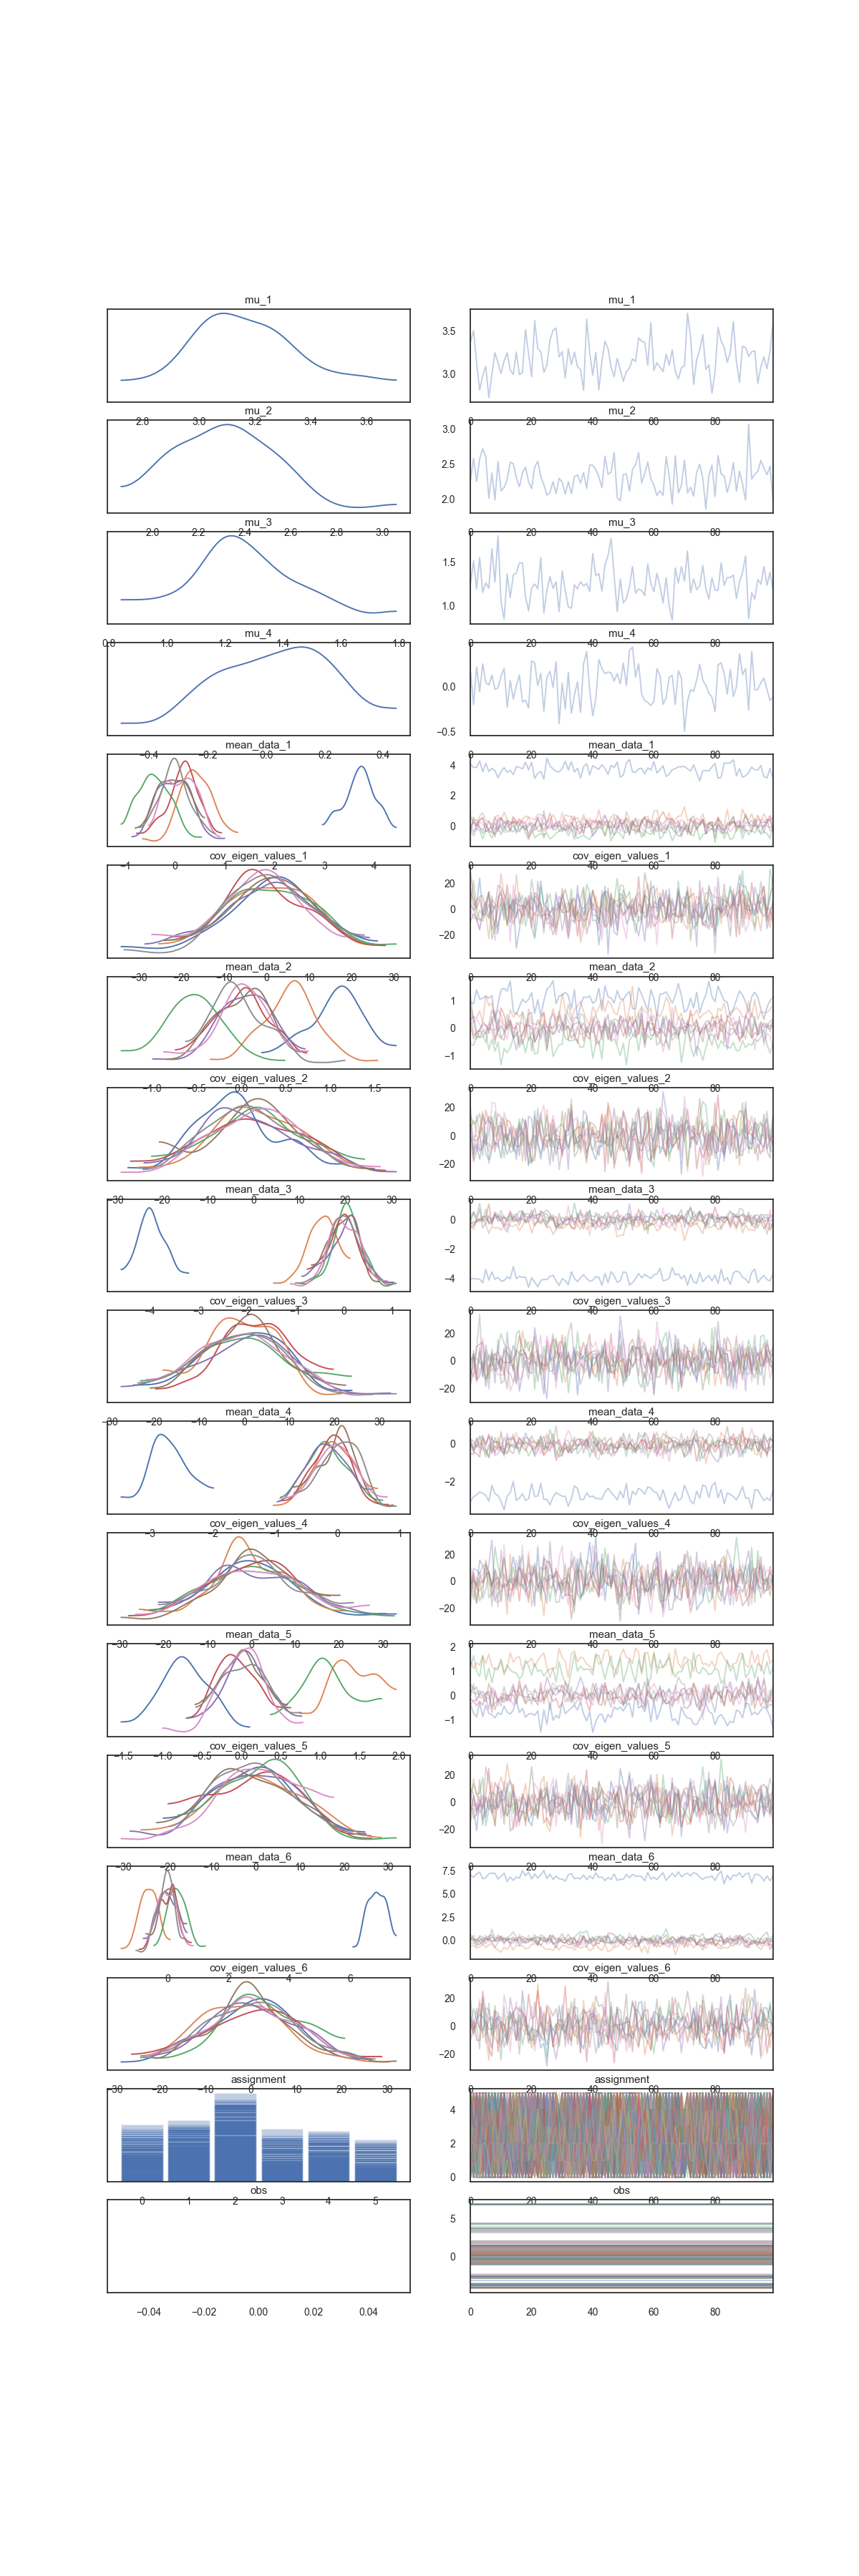 mu_1 mu_1
3.5
3.0
2.8 3.0 3.2 3.4 3.6 0 20 40 60 80
mu_2 mu_2
3.0
2.5
2.0
2.0 2.2 2.4 2.6 2.8 3.0 0 20 40 60 80
mu_3 mu_3
1.5
1.0
0.8 1.0 1.2 1.4 1.6 1.8 0 20 40 60 80
mu_4 mu_4
0.0
−0.5
−0.4 −0.2 0.0 0.2 0.4 0 20 40 60 80
mean_data_1 mean_data_1
4
2
0
−1 0 1 2 3 4 0 20 40 60 80
cov_eigen_values_1 cov_eigen_values_1
20
0
−20
−30 −20 −10 0 10 20 30 0 20 40 60 80
mean_data_2 mean_data_2
1
0
−1
−1.0 −0.5 0.0 0.5 1.0 1.5 0 20 40 60 80
cov_eigen_values_2 cov_eigen_values_2
20
0
−20
−30 −20 −10 0 10 20 30 0 20 40 60 80
mean_data_3 mean_data_3
0
−2
−4
−4 −3 −2 −1 0 1 0 20 40 60 80
cov_eigen_values_3 cov_eigen_values_3
20
0
−20
−30 −20 −10 0 10 20 30 0 20 40 60 80
mean_data_4 mean_data_4
0
−2
−3 −2 −1 0 1 0 20 40 60 80
cov_eigen_values_4 cov_eigen_values_4
20
0
−20
−30 −20 −10 0 10 20 30 0 20 40 60 80
mean_data_5 mean_data_5
2
1
0
−1
−1.5 −1.0 −0.5 0.0 0.5 1.0 1.5 2.0 0 20 40 60 80
cov_eigen_values_5 cov_eigen_values_5
20
0
−20
−30 −20 −10 0 10 20 30 0 20 40 60 80
mean_data_6 mean_data_6
7.5
5.0
2.5
0.0
0 2 4 6 0 20 40 60 80
cov_eigen_values_6 cov_eigen_values_6
20
0
−20
−30 −20 −10 0 10 20 30 0 20 40 60 80
assignment assignment
4
2
0
0 1 2 3 4 5 0 20 40 60 80
obs obs
5
0
−0.04 −0.02 0.00 0.02 0.04 0 20 40 60 80